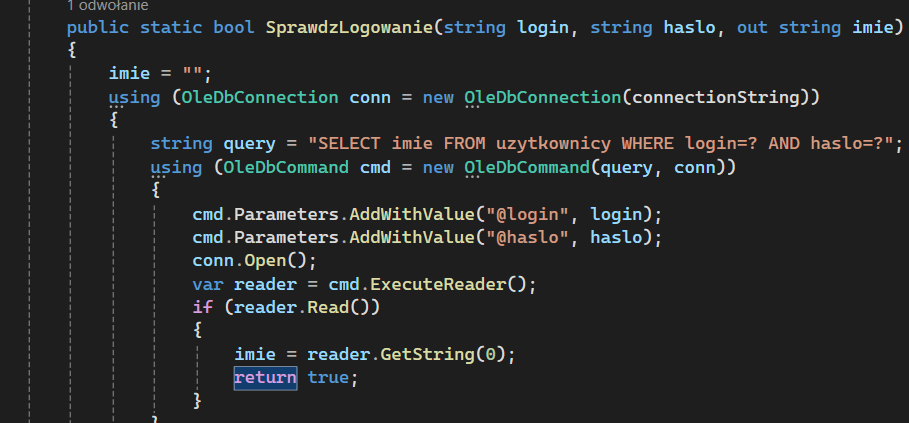 1 odwołanie
public static bool SprawdzLogowanie(string login, string haslo, out string imie)
{
imie = "";
using (OleDbConnection conn = new OleDbConnection(connectionString))
{
string query = "SELECT imie FROM uzytkownicy WHERE login=? AND haslo=?";
using (OleDbCommand cmd = new OleDbCommand(query, conn))
{
cmd.Parameters.AddWithValue("@login", login);
cmd.Parameters.AddWithValue("@haslo", haslo);
conn.Open();
var reader = cmd.ExecuteReader();
if (reader.Read())
{
imie = reader.GetString(0);
return true;
}
}